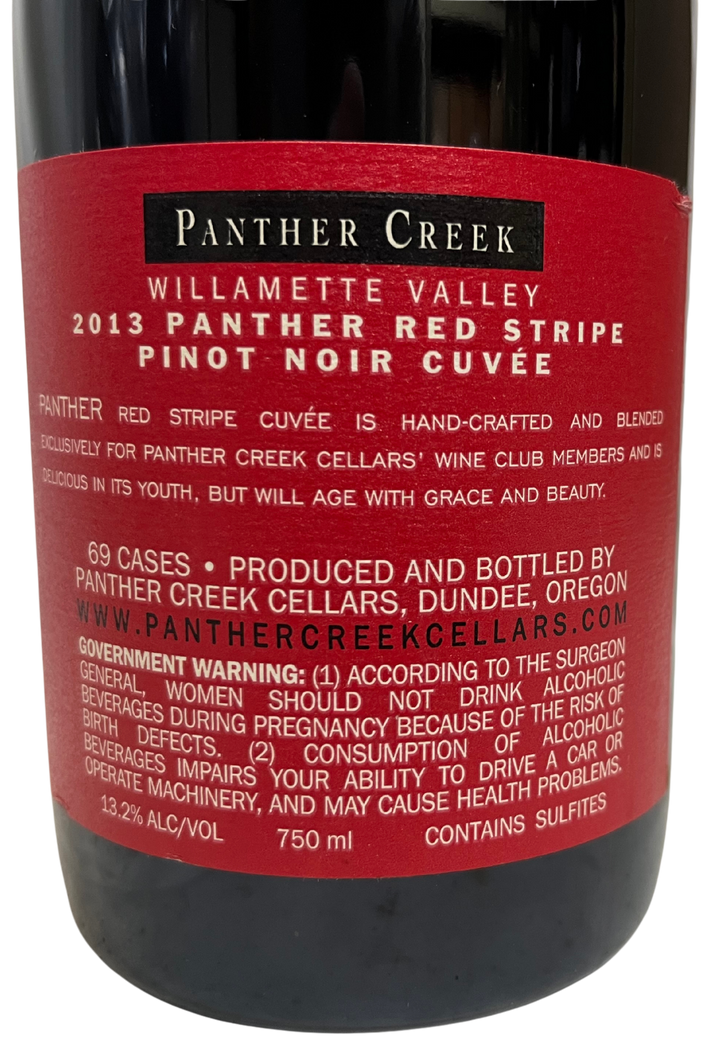 PANTHER CREEK
WILLAMETTE VALLEY
2013 PANTHER RED STRIPE
PINOT NOIR CUVÉE
PANTHER RED STRIPE CUVÉE IS HAND-CRAFTED AND BLENDED
EXCLUSIVELY FOR PANTHER CREEK CELLARS' WINE CLUB MEMBERS AND IS
DELICIOUS IN ITS YOUTH, BUT WILL AGE WITH GRACE AND BEAUTY.
69 CASES • PRODUCED AND BOTTLED BY
PANTHER CREEK CELLARS, DUNDEE, OREGON
WWW.PANTHERCREEKCELLARS.COM
GOVERNMENT WARNING: (1) ACCORDING TO THE SURGEON
GENERAL, WOMEN SHOULD NOT DRINK ALCOHOLIC
BEVERAGES DURING PREGNANCY BECAUSE OF THE RISK OF
BIRTH DEFECTS. (2) CONSUMPTION OF ALCOHOLIC
BEVERAGES IMPAIRS YOUR ABILITY TO DRIVE A CAR OR
OPERATE MACHINERY, AND MAY CAUSE HEALTH PROBLEMS.
13.2% ALC/VOL 750 ml CONTAINS SULFITES